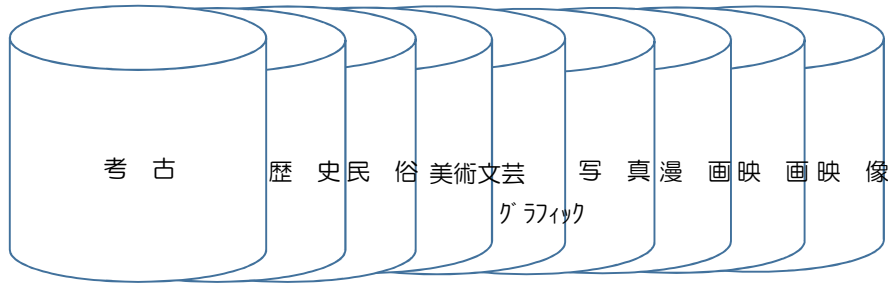 考 古 歴 史 民 俗 美術文芸 写 真 漫 画 映 画 映 像
グラフィック